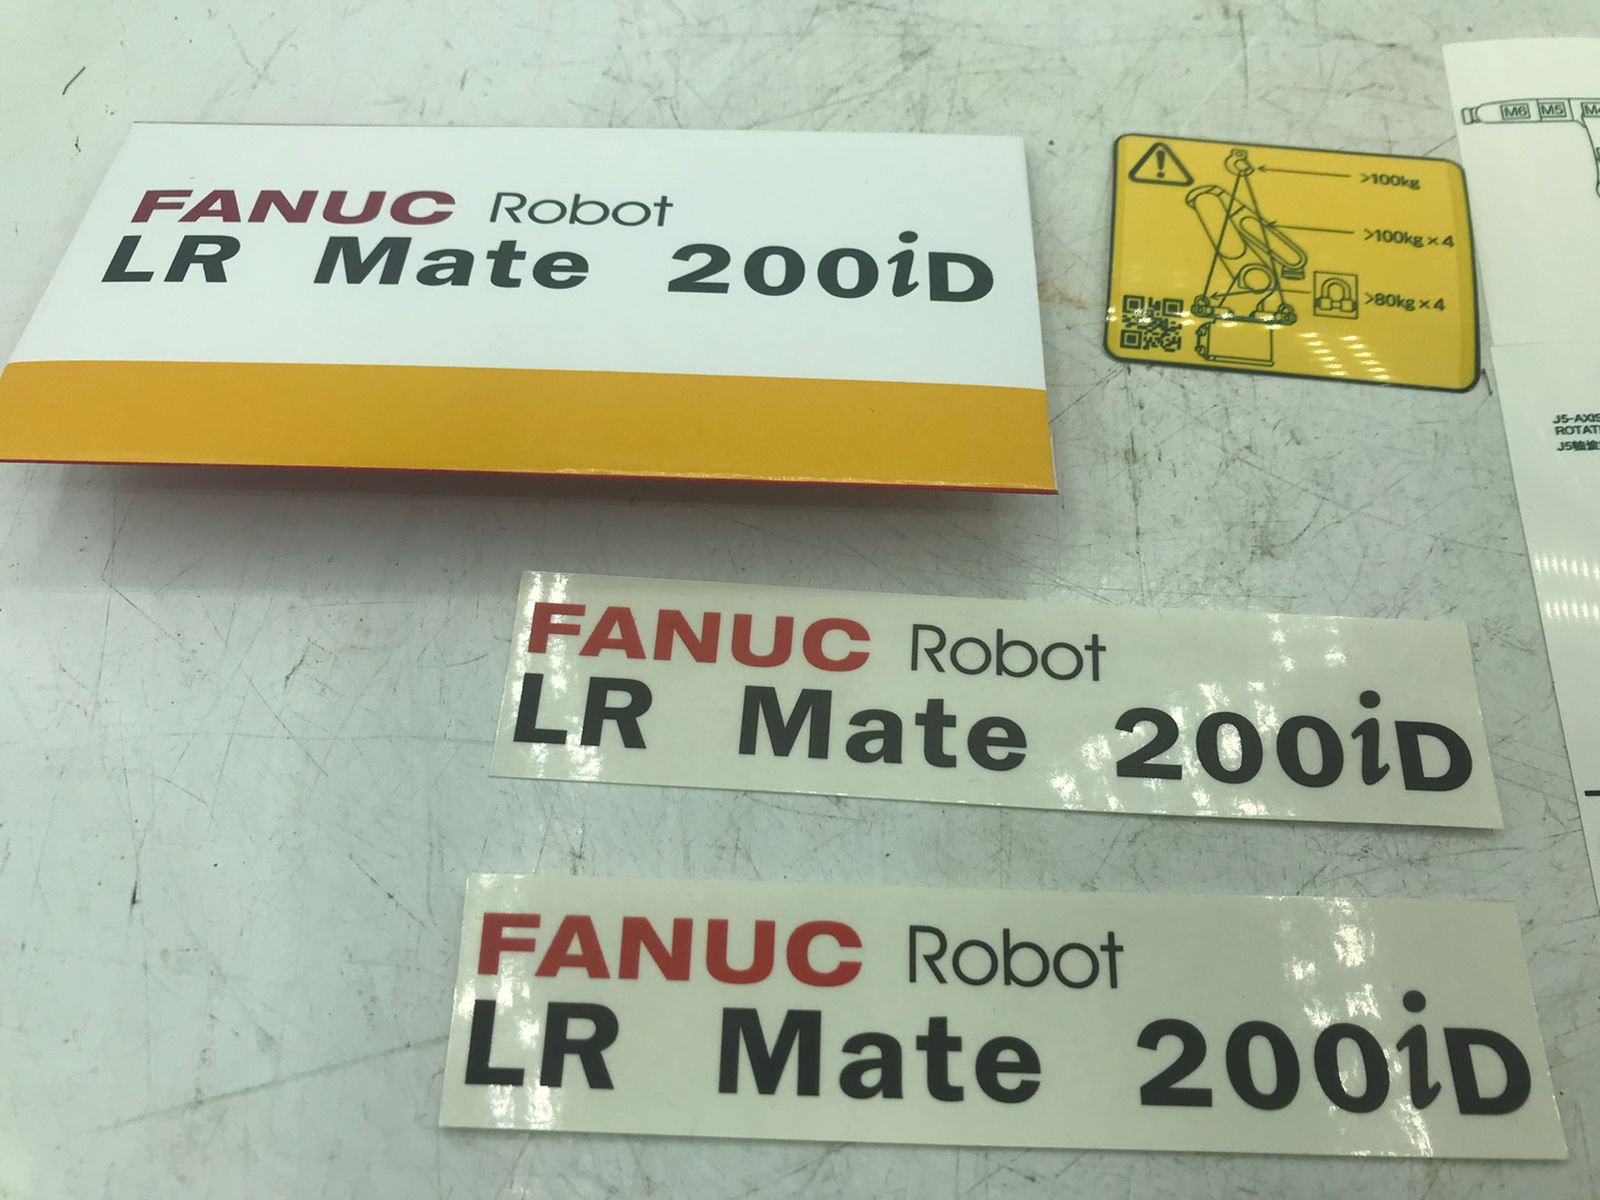 FANUC Robot
LR Mate 200iD
>100kg
>100kg × 4
>80kg × 4
M6 M5
FANUC Robot
LR Mate 200iD
FANUC Robot
LR Mate 200iD